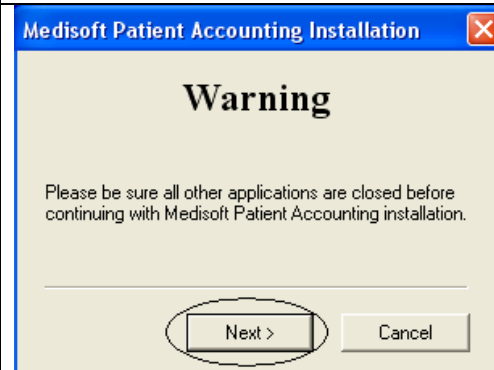 Medisoft Patient Accounting Installation
Warning
Please be sure all other applications are closed before
continuing with Medisoft Patient Accounting installation.
Next >
Cancel